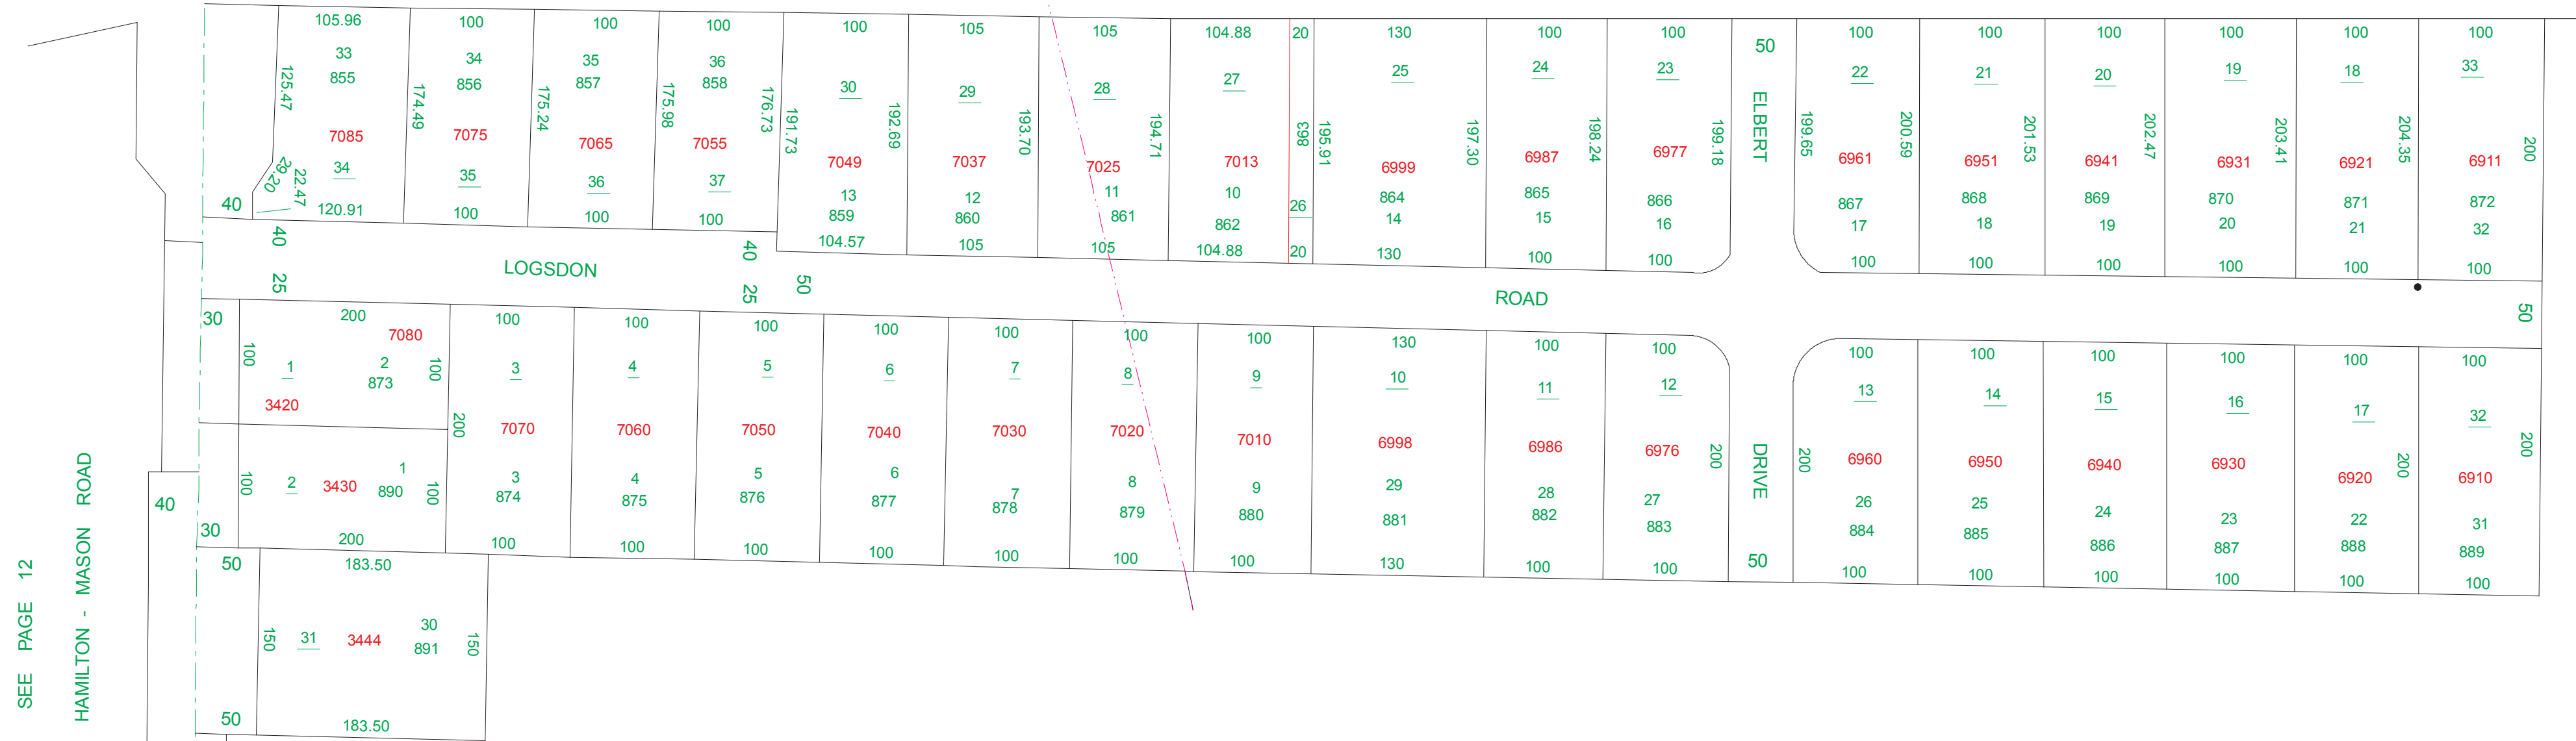 105.96 100 100 100 100 105 105 104.88 20 130 100 100 50 100 100 100 100 100 100
33 34 35 36 30 29 28 27 25 24 23 22 21 20 19 18 33
855 856 857 858
125.47 174.49 175.24 175.98 176.73 191.73 192.69 193.70 194.71 863 195.91 197.30 198.24 199.18 ELBERT 199.65 200.59 201.53 202.47 203.41 204.35 200
7085 7075 7065 7055 7049 7037 7025 7013 6999 6987 6977 6961 6951 6941 6931 6921 6911
34 35 36 37 13 12 11 10 26 864 865 866 867 868 869 870 871 872
29.20 22.47
859 860 861 862 14 15 16 17 18 19 20 21 32
40 120.91 100 100 100 104.57 105 105 104.88 20 130 100 100 100 100 100 100 100 100
40 40
LOGSDON
25 25 50
ROAD
50
30 200 100 100 100 100 100 100 100 130 100 100 100 100 100 100 100 100
7080
100 1 2 100 3 4 5 6 7 8 9 10 11 12 13 14 15 16 17 32
873
3420
200 7070 7060 7050 7040 7030 7020 7010 6998 6986 6976 200 DRIVE 200 6960 6950 6940 6930 6920 200 6910 200
100 2 3430 1 100 3 4 5 6 7 8 9 29 28 27 26 25 24 23 22 31
890 874 875 876 877 878 879 880 881 882 883 884 885 886 887 888 889
40
30 200 100 100 100 100 100 100 100 130 100 100 50 100 100 100 100 100 100
50 183.50
150 31 3444 30 150
891
50 183.50
SEE PAGE 12
HAMILTON - MASON ROAD